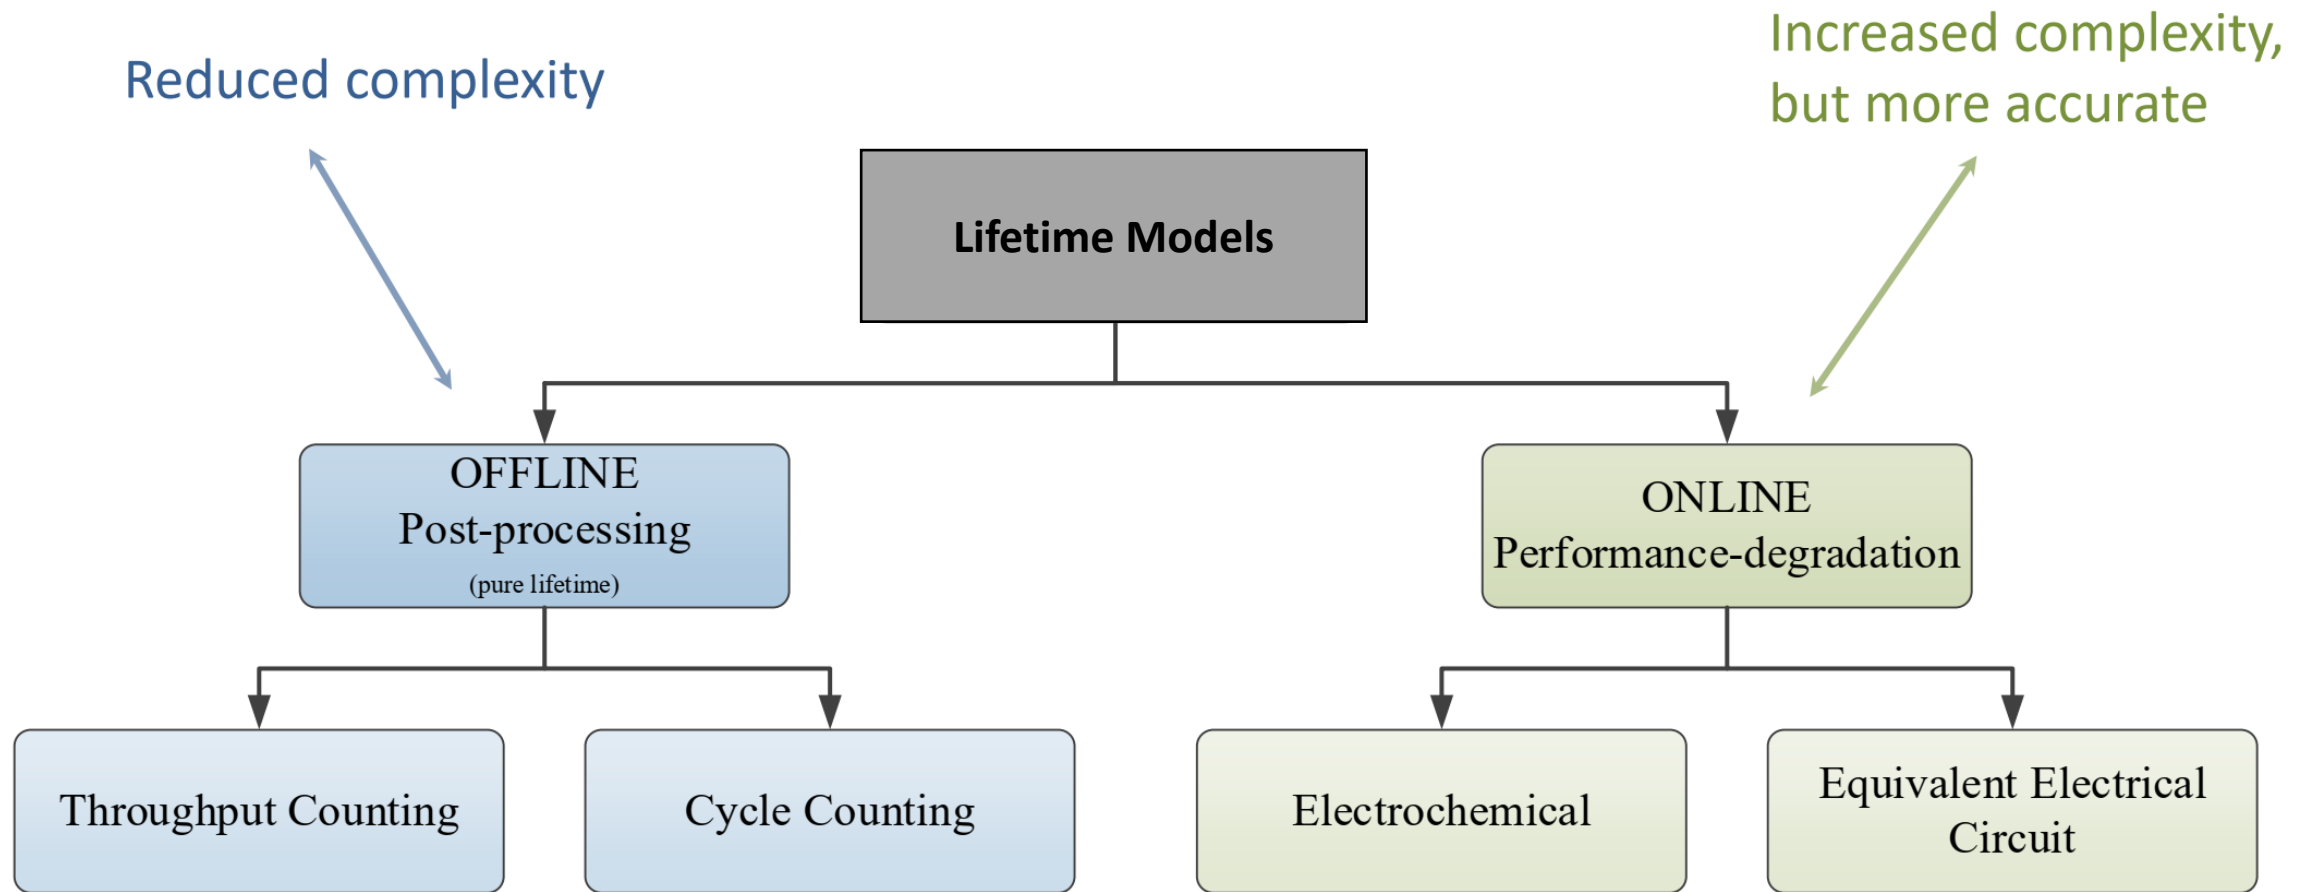 Reduced complexity
Increased complexity,
but more accurate
Lifetime Models
OFFLINE
Post-processing
(pure lifetime)
ONLINE
Performance-degradation
Throughput Counting
Cycle Counting
Electrochemical
Equivalent Electrical
Circuit